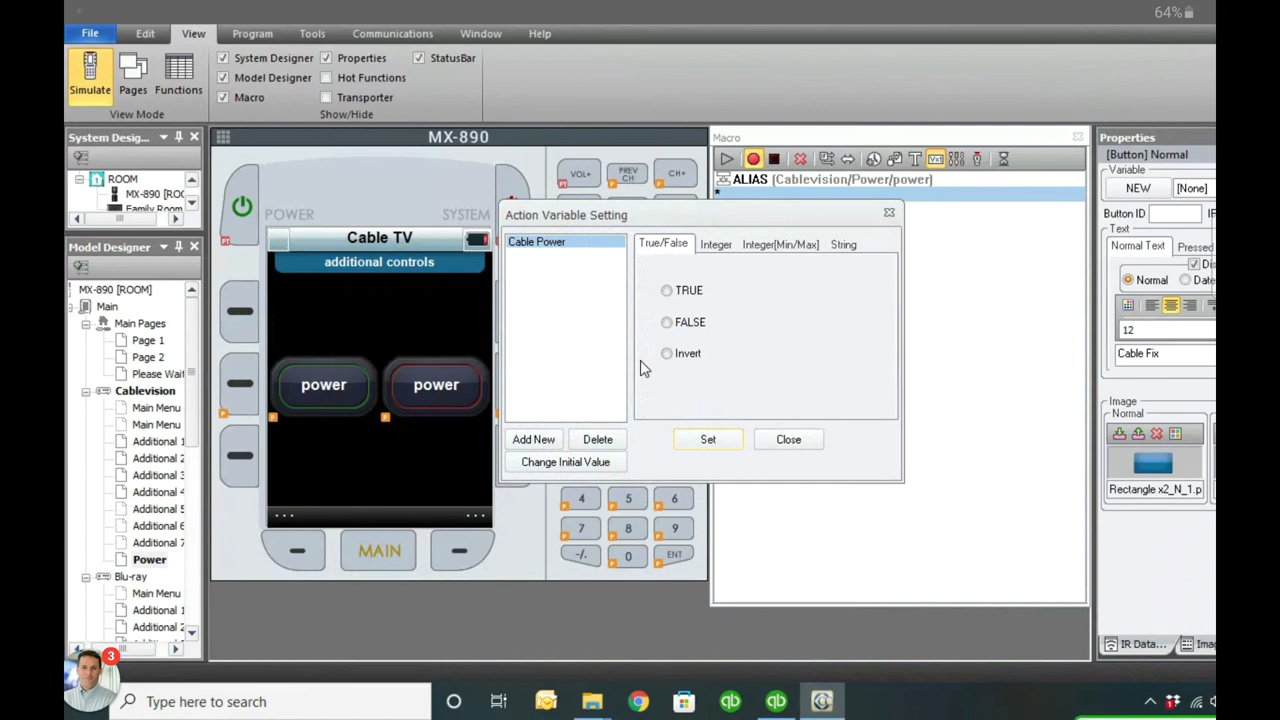 64%
File Edit View Program Tools Communications Window Help
Simulate Pages Functions
System Designer Properties StatusBar
Model Designer Hot Functions
Macro Transporter
View Mode Show/Hide
System Desig...
ROOM
MX-890 [ROO
Family Room
Model Designer
MX-890 [ROOM]
Main
Main Pages
Page 1
Page 2
Please Wait
Cablevision
Main Menu
Main Menu
Additional 1
Additional 2
Additional 3
Additional 4
Additional 5
Additional 6
Additional 7
Power
Blu-ray
Main Menu
Additional 1
Additional 2
MX-890
POWER SYSTEM
Cable TV
additional controls
power power
MAIN
VOL+ PREV CH CH+
4 5 6
7 8 9
-/. 0 ENT
Macro
ALIAS (Cablevision/Power/power)
*
Action Variable Setting
Cable Power
True/False Integer Integer[Min/Max] String
TRUE
FALSE
Invert
Add New Delete Set Close
Change Initial Value
Properties
[Button] Normal
Variable
NEW [None]
Button ID
Text
Normal Text Pressed
Normal Date
12
Cable Fix
Image
Normal
Rectangle x2_N_1.p
IR Data... Imag
3
Type here to search